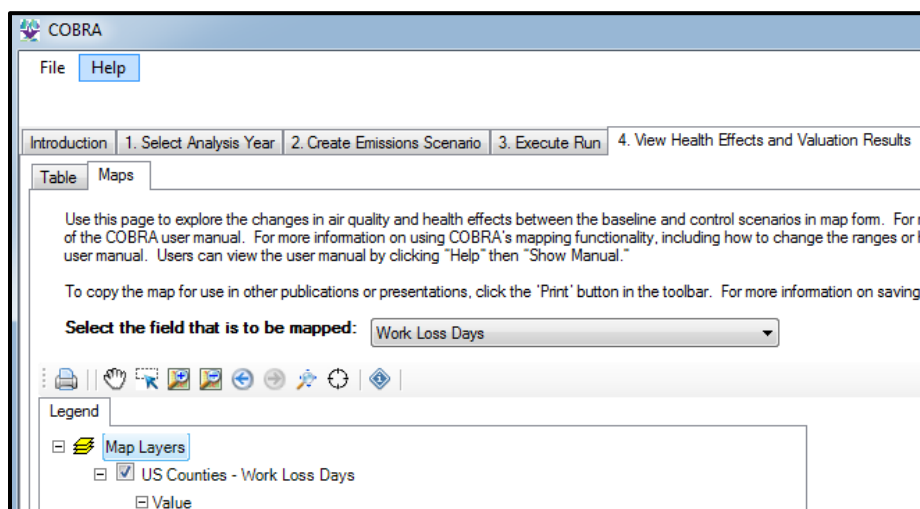 COBRA
File Help
Introduction 1. Select Analysis Year 2. Create Emissions Scenario 3. Execute Run 4. View Health Effects and Valuation Results
Table Maps
Use this page to explore the changes in air quality and health effects between the baseline and control scenarios in map form. For
of the COBRA user manual. For more information on using COBRA's mapping functionality, including how to change the ranges or
user manual. Users can view the user manual by clicking "Help" then "Show Manual."
To copy the map for use in other publications or presentations, click the 'Print' button in the toolbar. For more information on saving
Select the field that is to be mapped: Work Loss Days
Legend
Map Layers
US Counties - Work Loss Days
Value